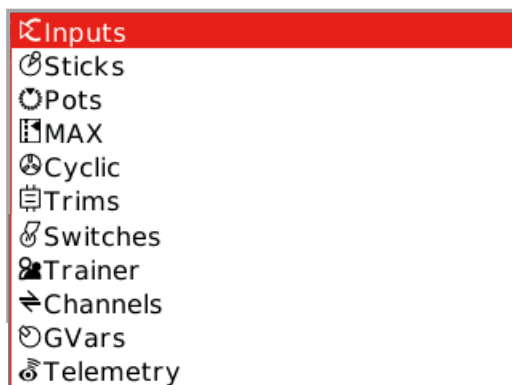 Inputs
Sticks
Pots
MAX
Cyclic
Trims
Switches
Trainer
Channels
GVars
Telemetry